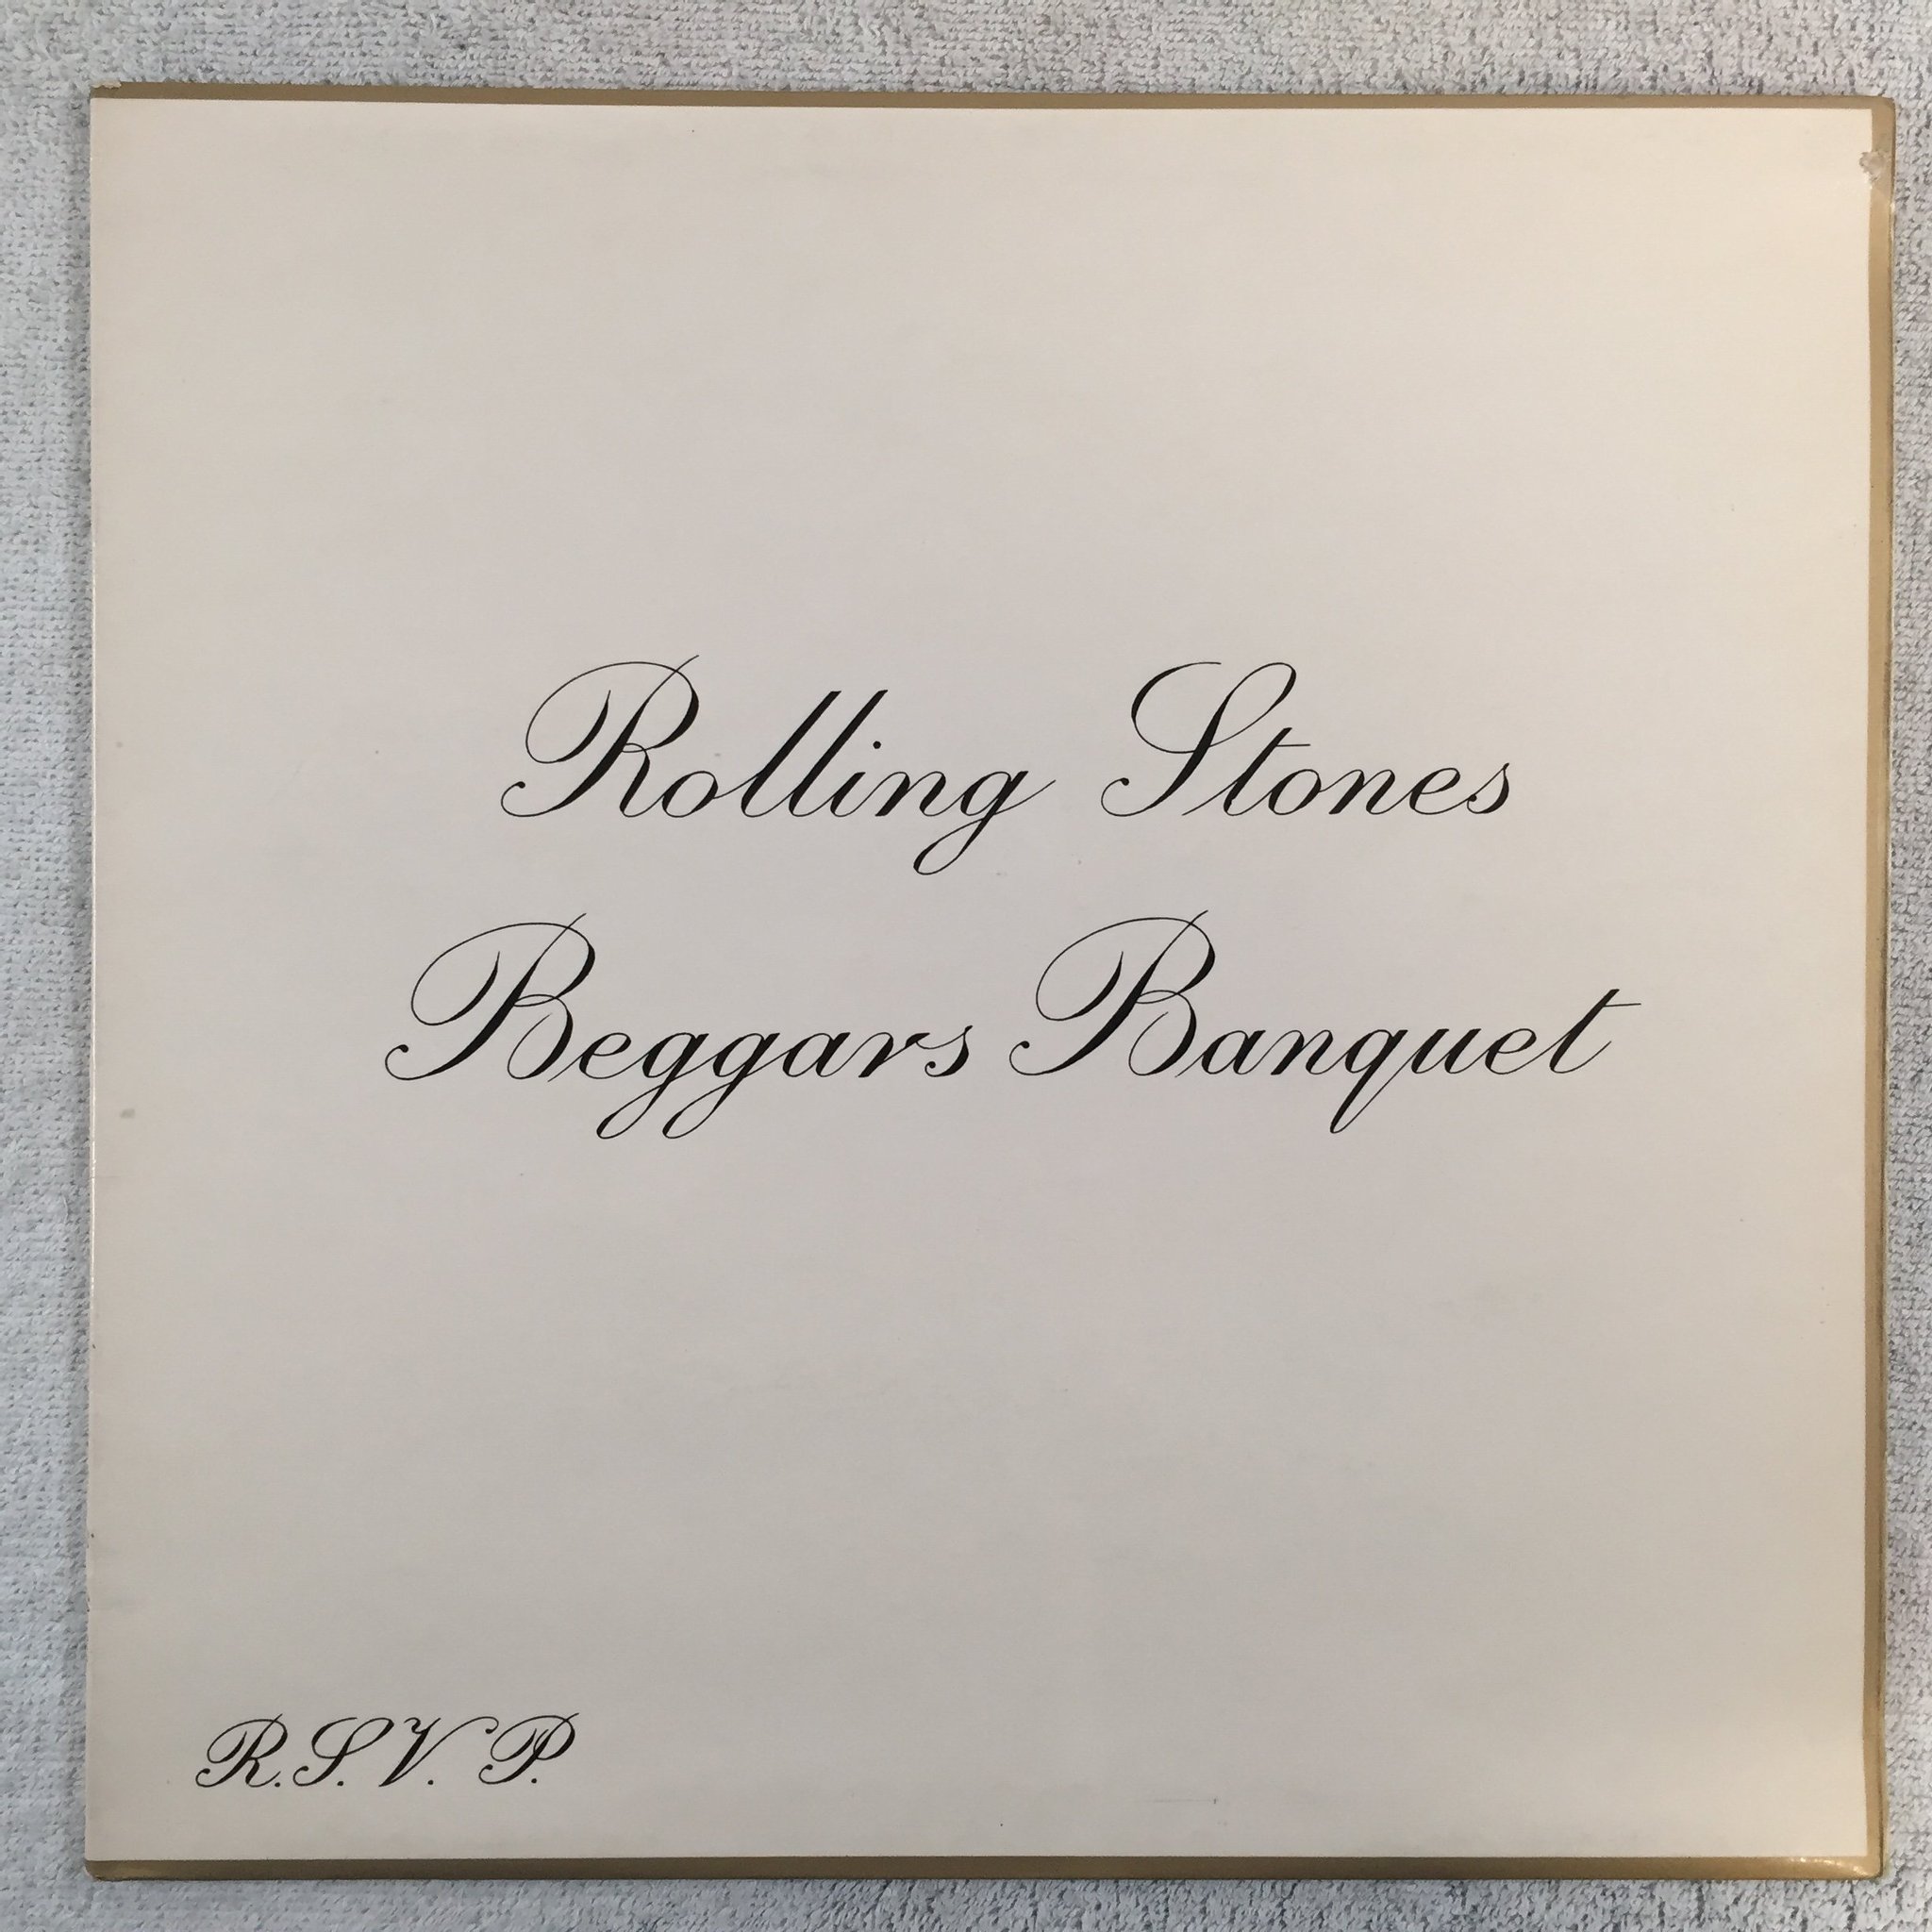 Rolling Stones
Beggars Banquet
R.S.V.P.